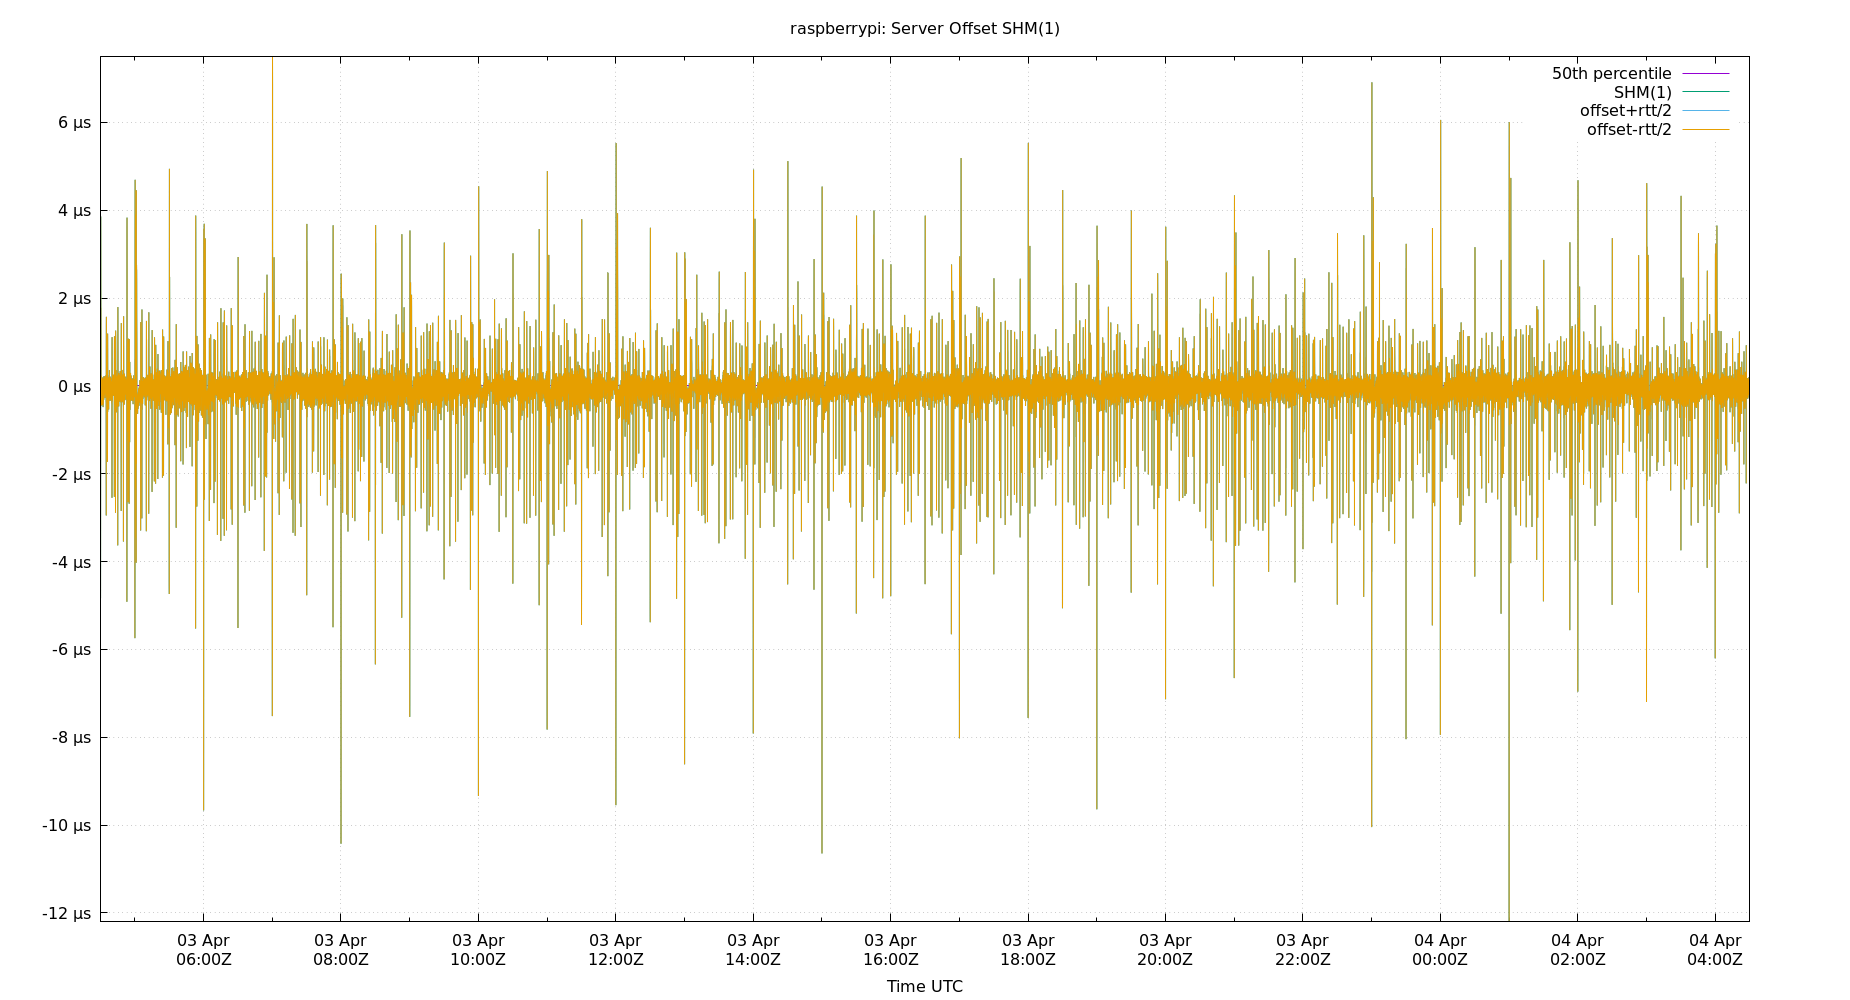 raspberrypi: Server Offset SHM(1)
50th percentile
SHM(1)
offset+rtt/2
offset-rtt/2
6 µs
4 µs
2 µs
0 µs
-2 µs
-4 µs
-6 µs
-8 µs
-10 µs
-12 µs
03 Apr 03 Apr 03 Apr 03 Apr 03 Apr 03 Apr 03 Apr 03 Apr 03 Apr 04 Apr 04 Apr 04 Apr
06:00Z 08:00Z 10:00Z 12:00Z 14:00Z 16:00Z 18:00Z 20:00Z 22:00Z 00:00Z 02:00Z 04:00Z
Time UTC